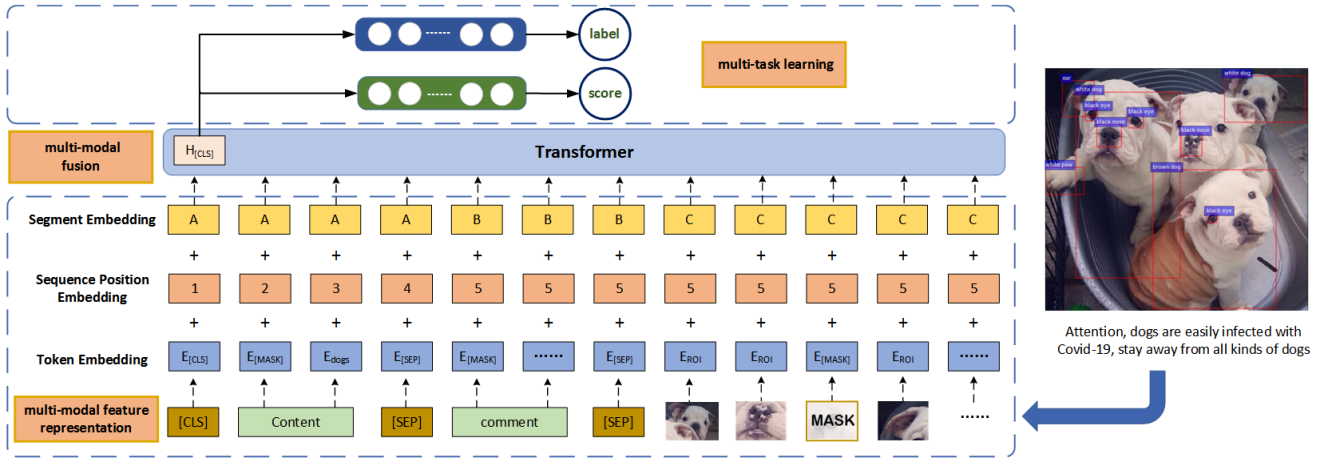 label
multi-task learning
score
multi-modal
fusion
H[CLS]
Transformer
Segment Embedding
A A A A B B B C C C C C
+ + + + + + + + + + + +
Sequence Position
Embedding
1 2 3 4 5 5 5 5 5 5 5 5
+ + + + + + + + + + + +
Token Embedding
E[CLS] E[MASK] Edogs E[SEP] E[MASK] ...... E[SEP] EROI EROI E[MASK] EROI ......
multi-modal feature
representation
[CLS] Content [SEP] comment [SEP] MASK ......
ear
white dog
white dog
black eye
black eye
black nose
black nose
white paw
brown dog
black eye
Attention, dogs are easily infected with
Covid-19, stay away from all kinds of dogs